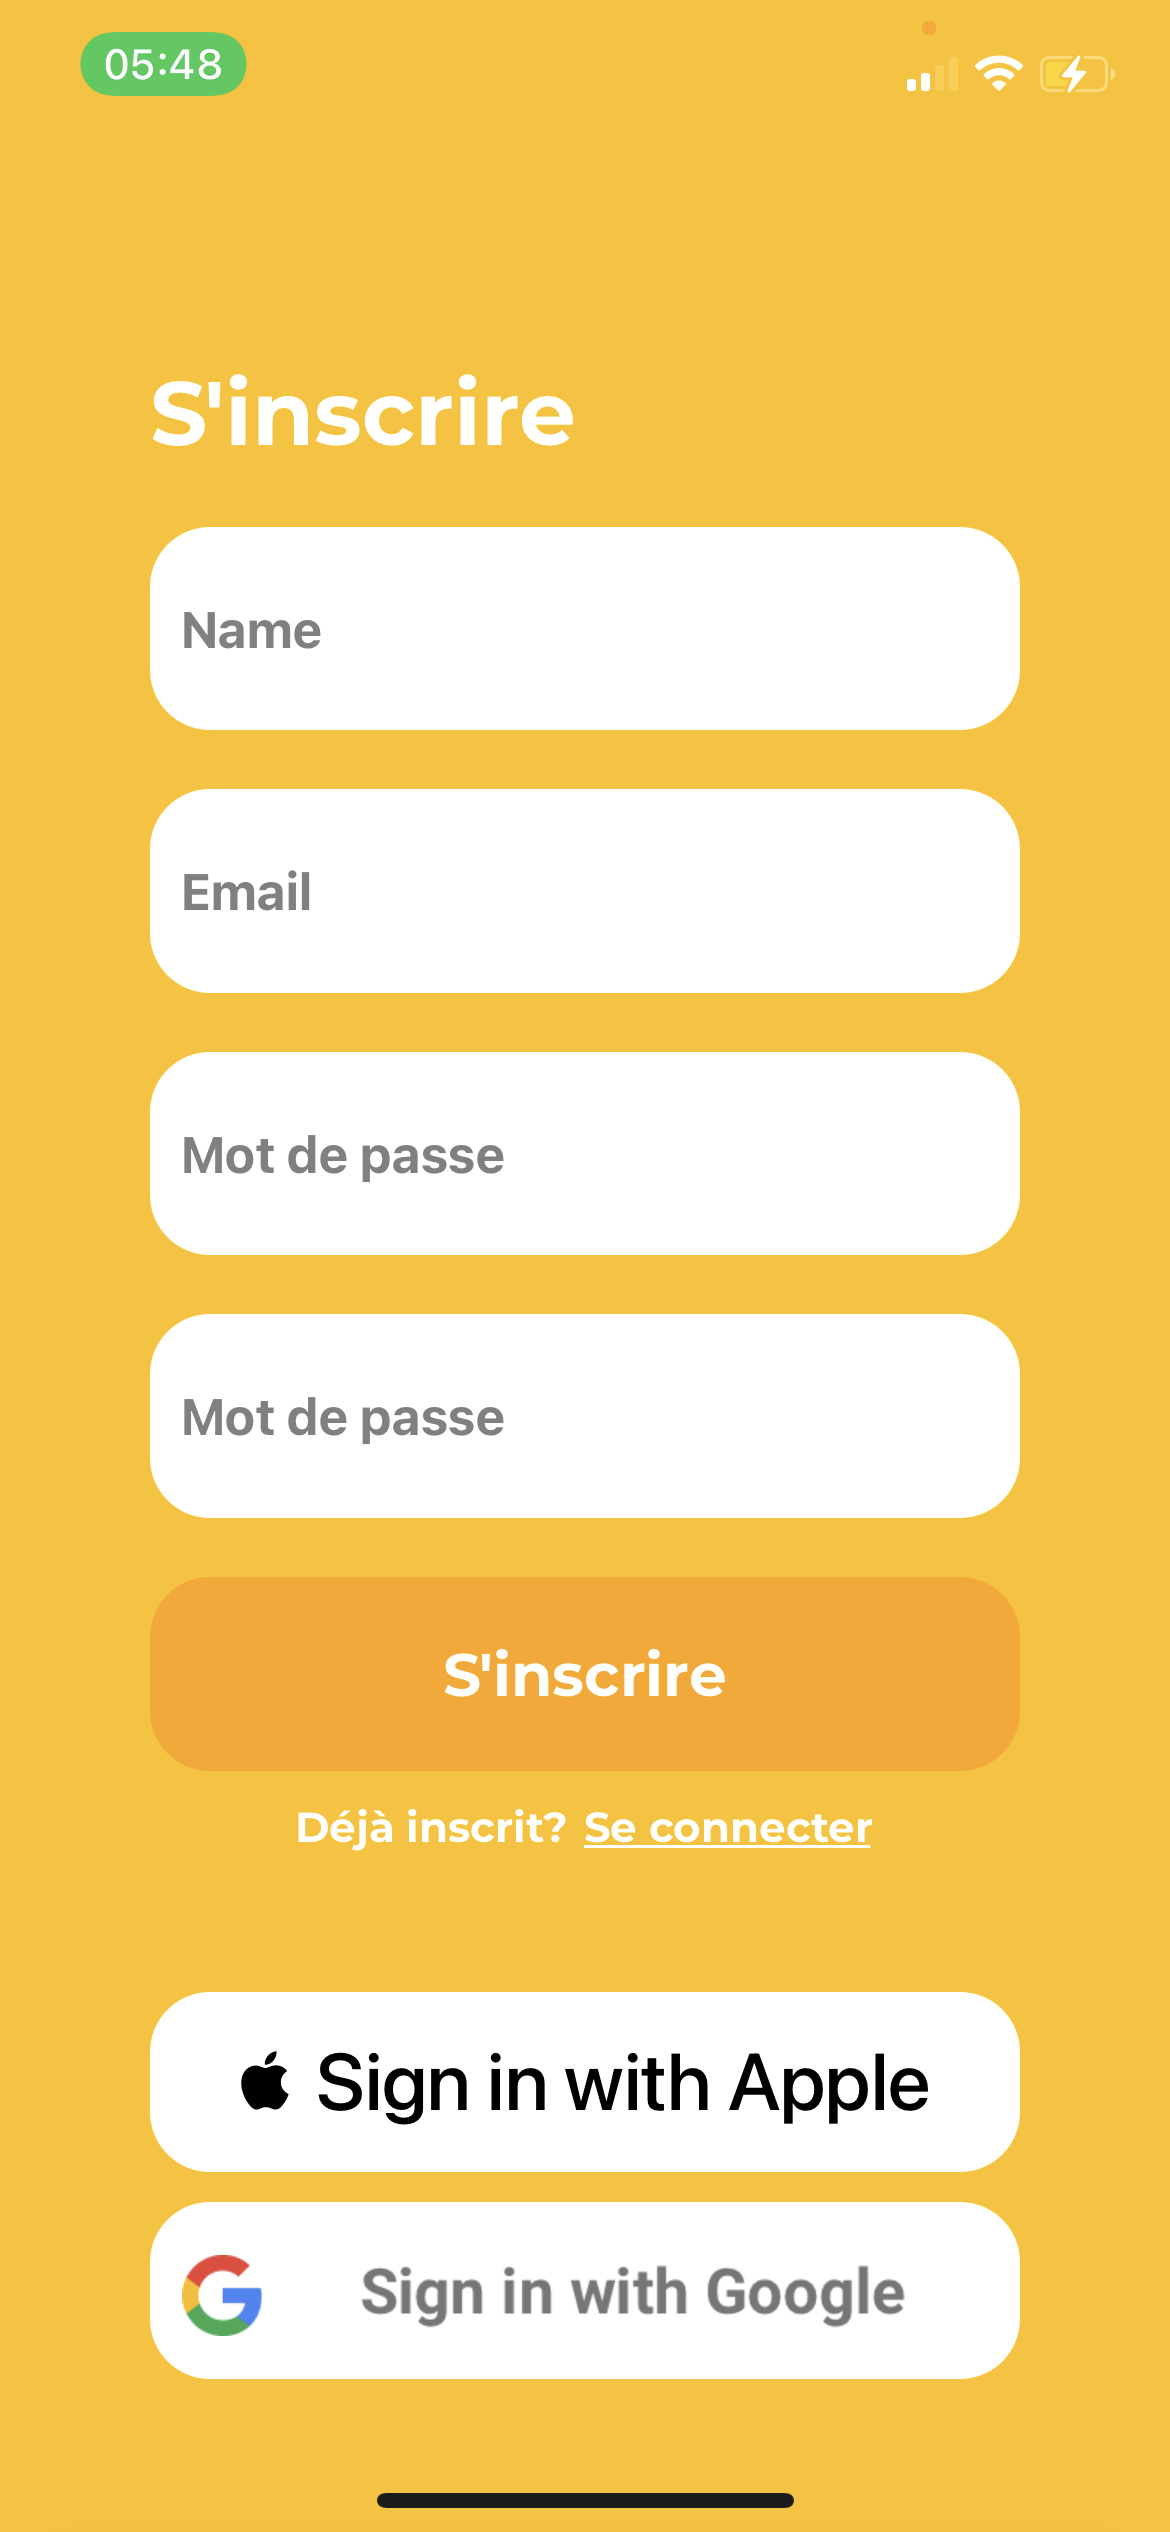 05:48
S'inscrire
Name
Email
Mot de passe
Mot de passe
S'inscrire
Déjà inscrit? Se connecter
Sign in with Apple
Sign in with Google